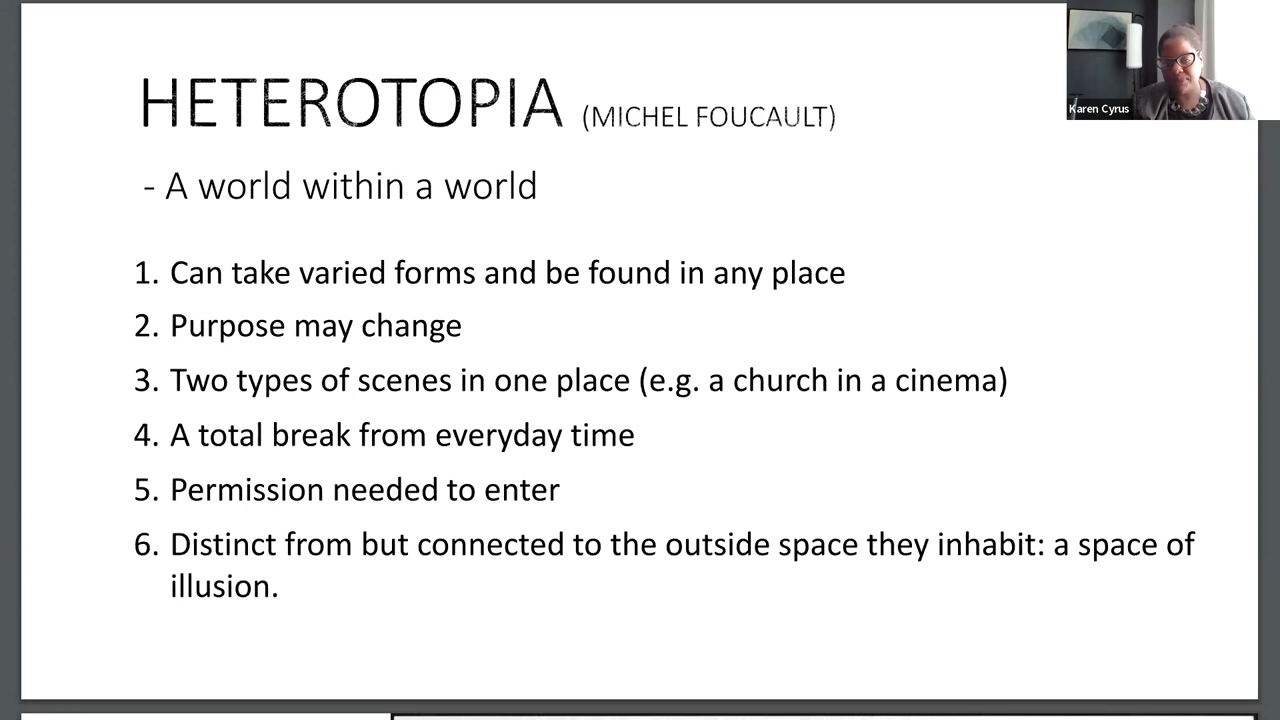 HETEROTOPIA (MICHEL FOUCAULT)
Karen Cyrus
- A world within a world
1. Can take varied forms and be found in any place
2. Purpose may change
3. Two types of scenes in one place (e.g. a church in a cinema)
4. A total break from everyday time
5. Permission needed to enter
6. Distinct from but connected to the outside space they inhabit: a space of
illusion.